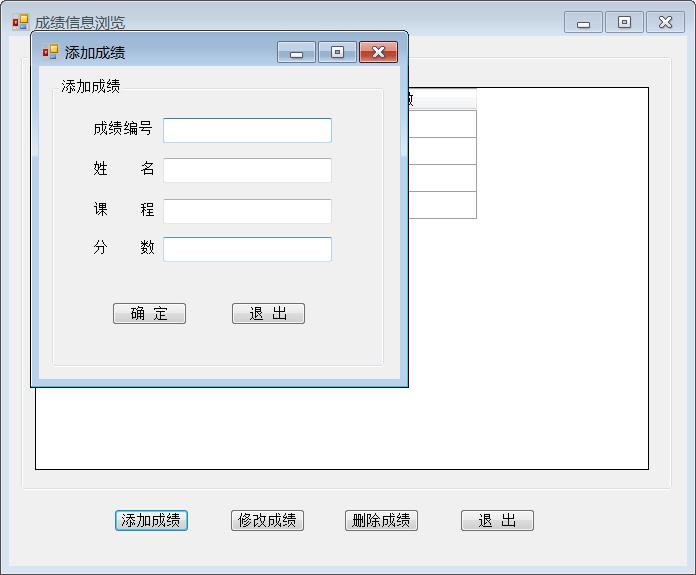 成绩信息浏览
添加成绩
添加成绩
成绩编号
姓 名
课 程
分 数
确 定 退 出
添加成绩 修改成绩 删除成绩 退 出